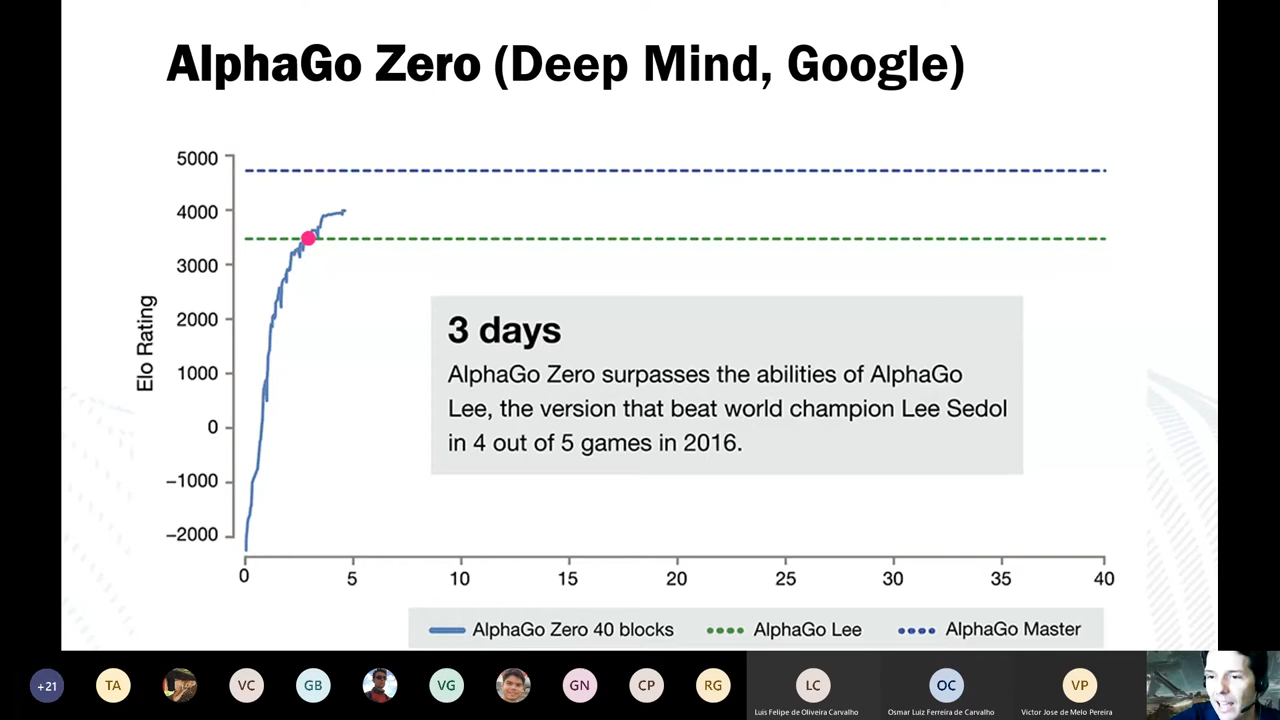 AlphaGo Zero (Deep Mind, Google)
5000
4000
3000
2000
1000
0
−1000
−2000
Elo Rating
3 days
AlphaGo Zero surpasses the abilities of AlphaGo
Lee, the version that beat world champion Lee Sedol
in 4 out of 5 games in 2016.
0 5 10 15 20 25 30 35 40
AlphaGo Zero 40 blocks AlphaGo Lee AlphaGo Master
+21 TA VC GB VG GN CP RG LC OC VP
Luis Felipe de Oliveira Carvalho Osmar Luiz Ferreira de Carvalho Victor Jose de Melo Pereira